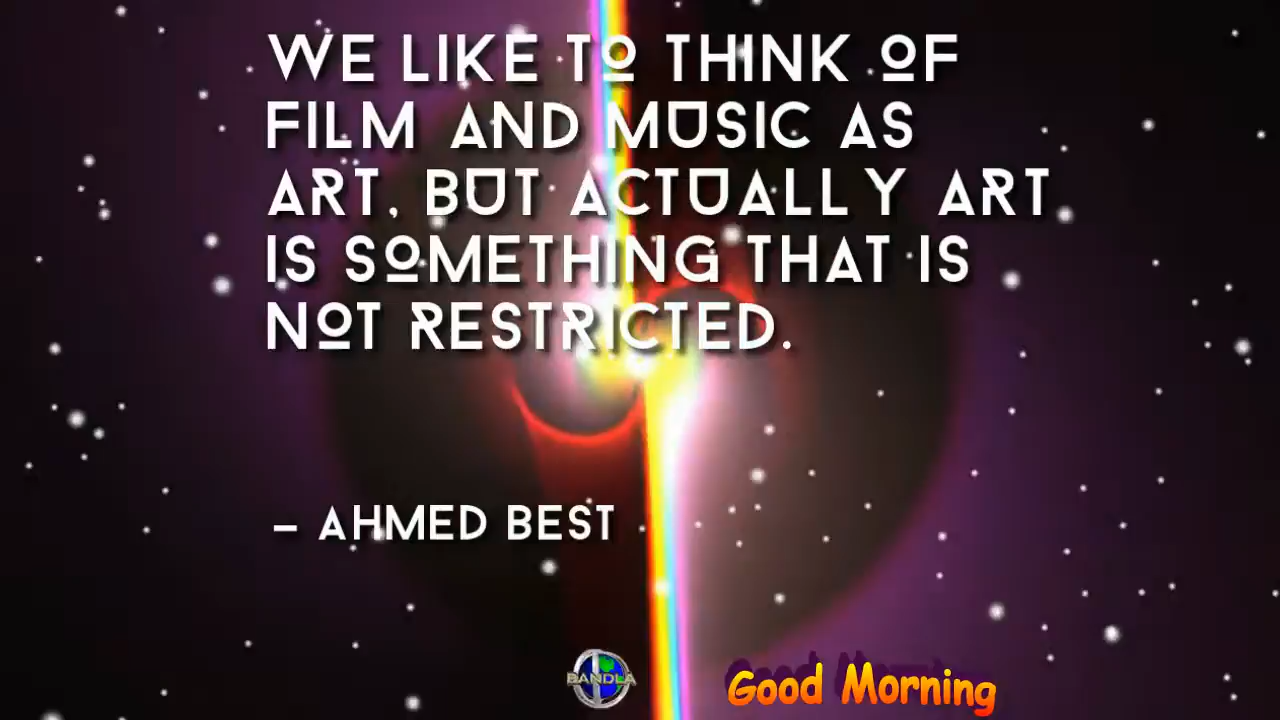 WE LIKE TO THINK OF
FILM AND MUSIC AS
ART, BUT ACTUALLY ART
IS SOMETHING THAT IS
NOT RESTRICTED.
– AHMED BEST
BANDLA
Good Morning